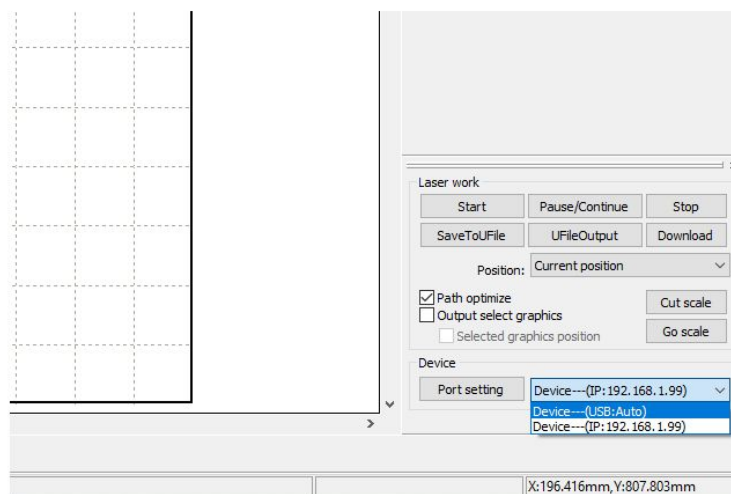 Laser work
Start Pause/Continue Stop
SaveToUFile UFileOutput Download
Position: Current position
Path optimize Cut scale
Output select graphics
Selected graphics position Go scale
Device
Port setting Device---(IP:192.168.1.99)
Device---(USB:Auto)
Device---(IP:192.168.1.99)
X:196.416mm,Y:807.803mm